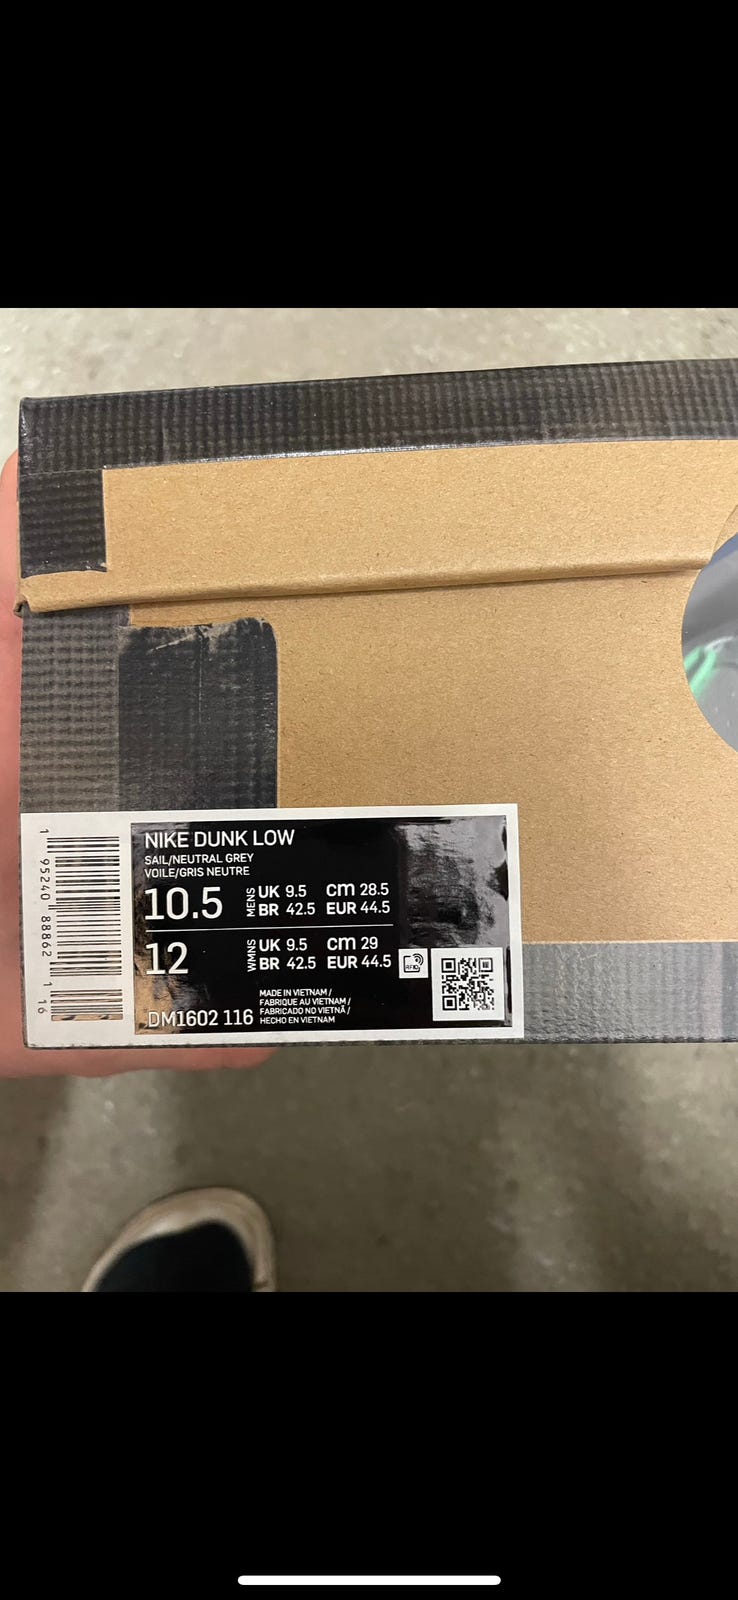 NIKE DUNK LOW
SAIL/NEUTRAL GREY
VOILE/GRIS NEUTRE
10.5 MENS UK 9.5 cm 28.5
BR 42.5 EUR 44.5
12 WMNS UK 9.5 cm 29
BR 42.5 EUR 44.5
RFID
DM1602 116
MADE IN VIETNAM /
FABRIQUE AU VIETNAM /
FABRICADO NO VIETNÃ /
HECHO EN VIETNAM
1 95240 88862 1 16